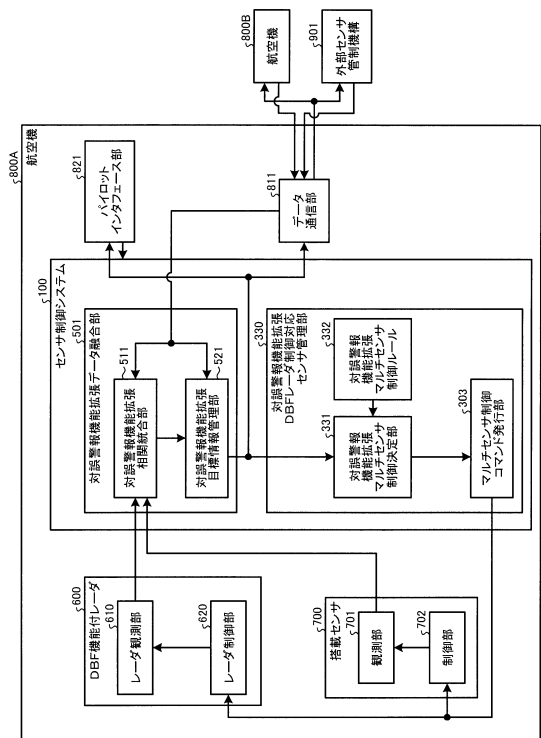 800A
航空機
800B
航空機
901
外部センサ
管制機構
821
パイロット
インタフェース部
811
データ
通信部
100
センサ制御システム
501
対誤警報機能拡張データ融合部
511
対誤警報機能拡張
相関統合部
521
対誤警報機能拡張
目標情報管理部
330
対誤警報機能拡張
DBFレーダ制御対応
センサ管理部
332
対誤警報
機能拡張
マルチセンサ
制御ルール
331
対誤警報
機能拡張
マルチセンサ
制御決定部
303
マルチセンサ制御
コマンド発行部
600
DBF機能付レーダ
610
レーダ観測部
620
レーダ制御部
700
搭載センサ
701
観測部
702
制御部